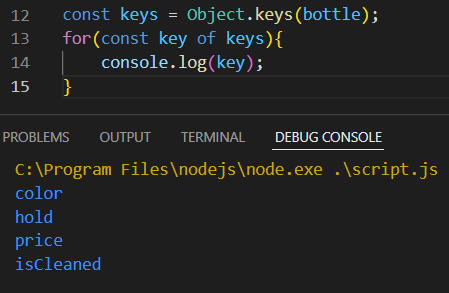 12 const keys = Object.keys(bottle);
13 for(const key of keys){
14 console.log(key);
15 }
PROBLEMS OUTPUT TERMINAL DEBUG CONSOLE
C:\Program Files\nodejs\node.exe .\script.js
color
hold
price
isCleaned